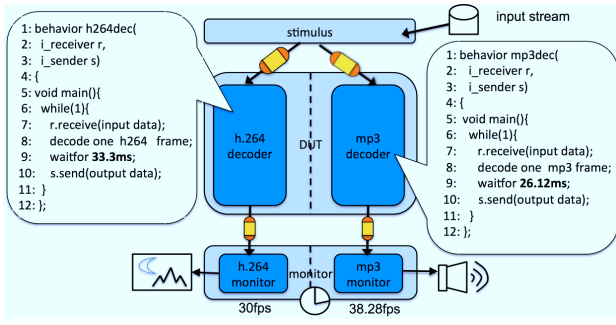 1: behavior h264dec(
2:  i_receiver r,
3:  i_sender s)
4: {
5: void main(){
6:  while(1){
7:    r.receive(input data);
8:    decode one  h264  frame;
9:    waitfor 33.3ms;
10:    s.send(output data);
11:  }
12: };
stimulus
input stream
h.264
decoder
DUT
mp3
decoder
1: behavior mp3dec(
2:  i_receiver r,
3:  i_sender s)
4: {
5: void main(){
6:  while(1){
7:    r.receive(input data);
8:    decode one  mp3 frame;
9:    waitfor 26.12ms;
10:    s.send(output data);
11:   }
12: };
h.264
monitor
monitor
mp3
monitor
30fps
38.28fps